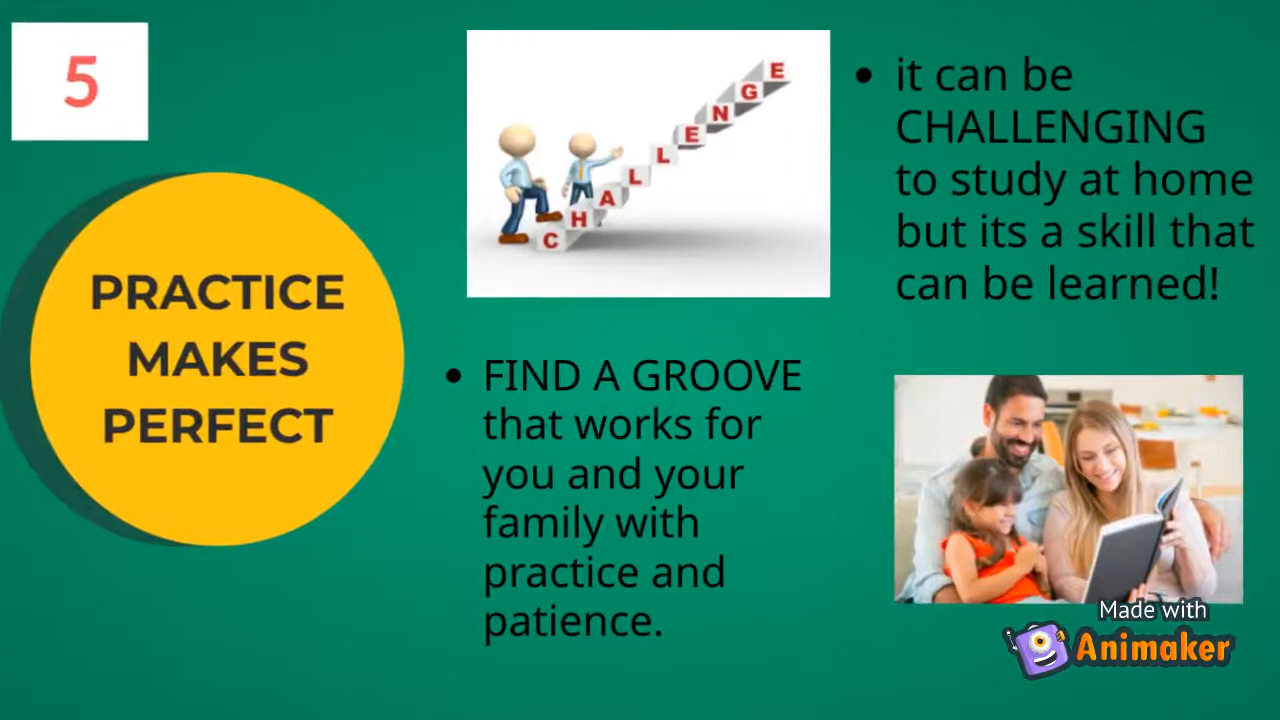 5
PRACTICE
MAKES
PERFECT
CHALLENGE
it can be
CHALLENGING
to study at home
but its a skill that
can be learned!
FIND A GROOVE
that works for
you and your
family with
practice and
patience.
Made with
Animaker